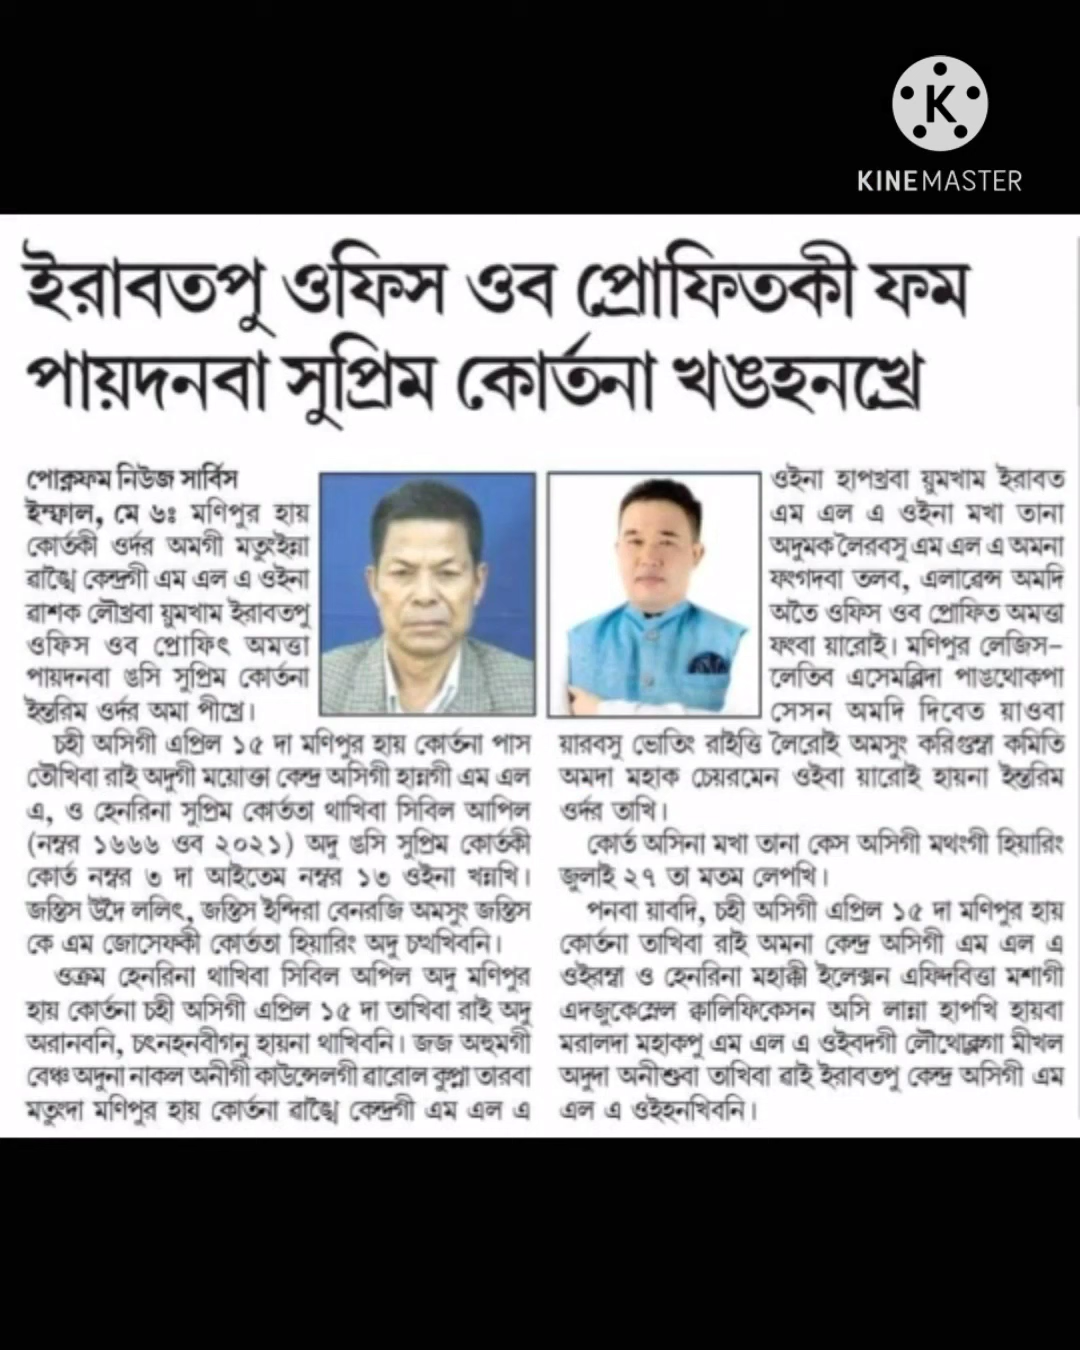 KINEMASTER
ইরাবতপু ওফিস ওব প্রোফিতকী ফম
পায়দনবা সুপ্রিম কোর্তনা খঙহনখ্রে
পোক্নফম নিউজ সার্বিস
ইম্ফাল, মে ৬ঃ মণিপুর হায়
কোর্তকী ওর্দর অমগী মতুংইন্না
ৱাঙ্খৈ কেন্দ্রগী এম এল এ ওইনা
ৱাশক লৌখ্রবা য়ুমখাম ইরাবতপু
ওফিস ওব প্রোফিৎ অমত্তা
পায়দনবা ঙসি সুপ্রিম কোর্তনা
ইন্তরিম ওর্দর অমা পীখ্রে।
চহী অসিগী এপ্রিল ১৫ দা মণিপুর হায় কোর্তনা পাস
তৌখিবা রাই অদুগী ময়োক্তা কেন্দ্র অসিগী হান্নগী এম এল
এ, ও হেনরিনা সুপ্রিম কোর্ততা থাখিবা সিবিল আপিল
(নম্বর ১৬৬৬ ওব ২০২১) অদু ঙসি সুপ্রিম কোর্তকী
কোর্ত নম্বর ৩ দা আইতেম নম্বর ১৩ ওইনা খন্নখি।
জস্তিস উদৈ ললিৎ, জস্তিস ইন্দিরা বেনরজি অমসুং জস্তিস
কে এম জোসেফকী কোর্ততা হিয়ারিং অদু চত্থখিবনি।
ওক্রম হেনরিনা থাখিবা সিবিল অপিল অদু মণিপুর
হায় কোর্তনা চহী অসিগী এপ্রিল ১৫ দা তাখিবা রাই অদু
অরানবনি, চৎনহনবীগনু হায়না থাখিবনি। জজ অহুমগী
বেঞ্চ অদুনা নাকল অনীগী কাউন্সেলগী ৱারোল কুপ্না তারবা
মতুংদা মণিপুর হায় কোর্তনা ৱাঙ্খৈ কেন্দ্রগী এম এল এ
ওইনা হাপখ্রবা য়ুমখাম ইরাবত
এম এল এ ওইনা মখা তানা
অদুমক লৈরবসু এম এল এ অমনা
ফংগদবা তলব, এলাৱেন্স অমদি
অতৈ ওফিস ওব প্রোফিত অমত্তা
ফংবা য়ারোই। মণিপুর লেজিস-
লেতিব এসেমব্লিদা পাঙথোকপা
সেসন অমদি দিবেত য়াওবা
য়ারবসু ভোতিং রাইত্তি লৈরোই অমসুং করিগুম্বা কমিতি
অমদা মহাক চেয়রমেন ওইবা য়ারোই হায়না ইন্তরিম
ওর্দর তাখি।
কোর্ত অসিনা মখা তানা কেস অসিগী মথংগী হিয়ারিং
জুলাই ২৭ তা মতম লেপখি।
পনবা য়াবদি, চহী অসিগী এপ্রিল ১৫ দা মণিপুর হায়
কোর্তনা তাখিবা রাই অমনা কেন্দ্র অসিগী এম এল এ
ওইরম্বা ও হেনরিনা মহাক্কী ইলেক্সন এফিদবিত্তা মশাগী
এদজুকেস্নেল ক্বালিফিকেসন অসি লান্না হাপখি হায়বা
মরালদা মহাকপু এম এল এ ওইবদগী লৌথোক্লগা মীখল
অদুদা অনীশুবা তাখিবা ৱাই ইরাবতপু কেন্দ্র অসিগী এম
এল এ ওইহনখিবনি।